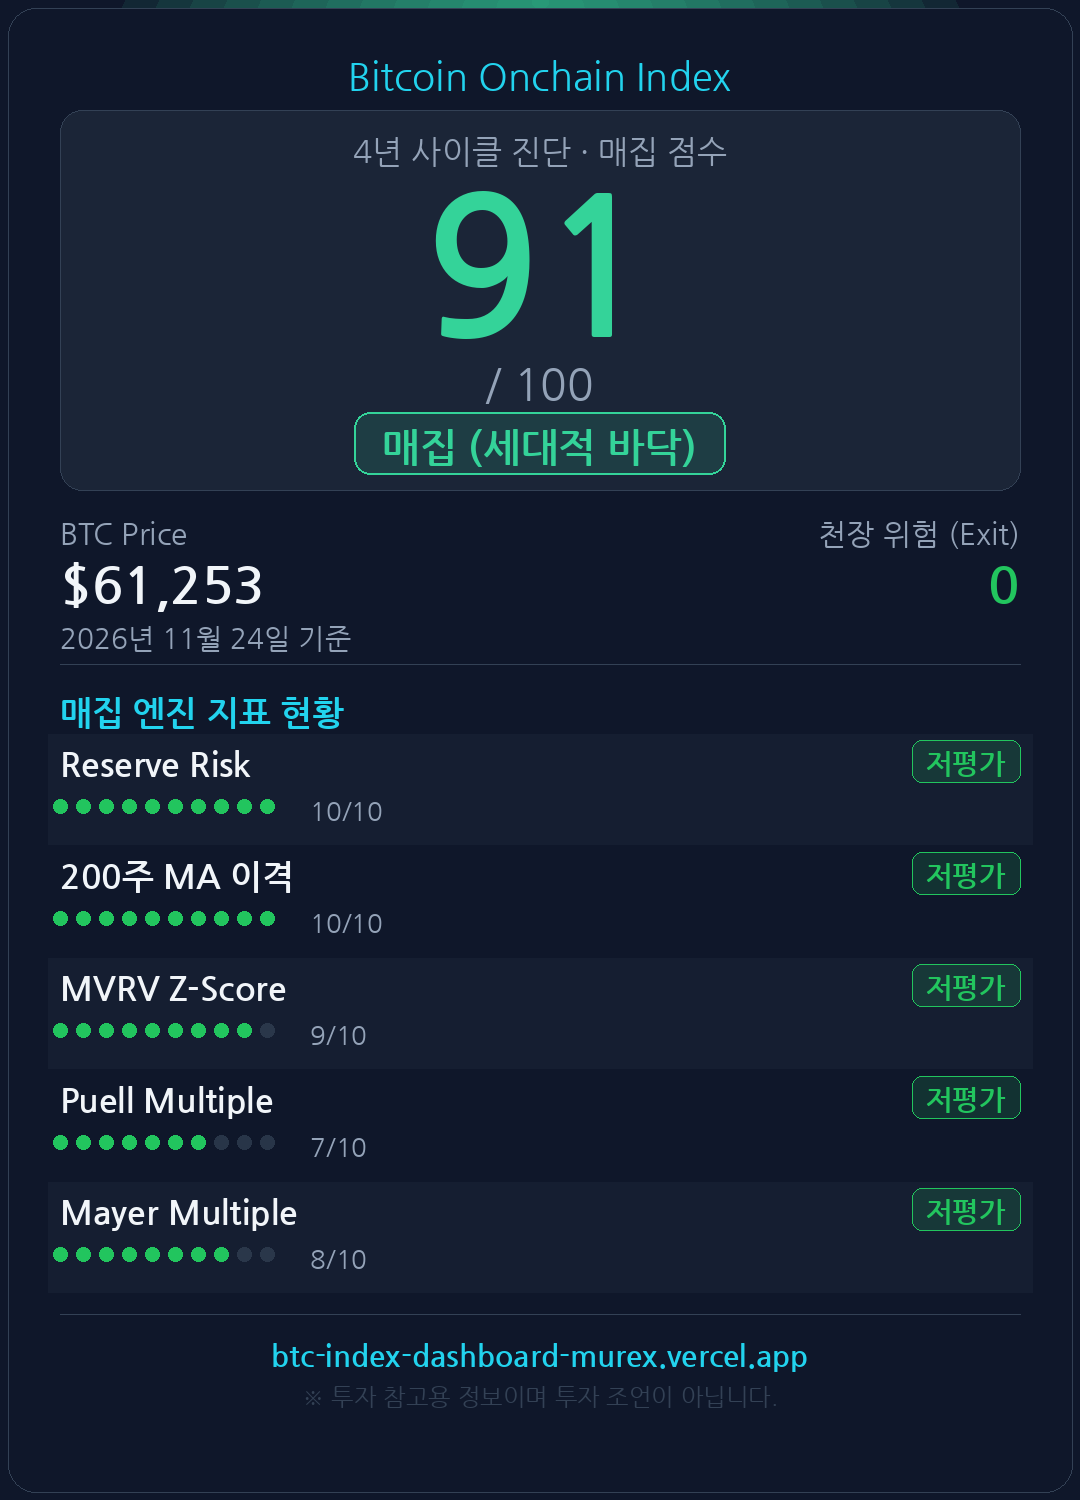 Bitcoin Onchain Index
4년 사이클 진단 · 매집 점수
91
/ 100
매집 (세대적 바닥)
BTC Price
천장 위험 (Exit)
$61,253
0
2026년 11월 24일 기준
매집 엔진 지표 현황
Reserve Risk
저평가
10/10
200주 MA 이격
저평가
10/10
MVRV Z-Score
저평가
9/10
Puell Multiple
저평가
7/10
Mayer Multiple
저평가
8/10
btc-index-dashboard-murex.vercel.app
※ 투자 참고용 정보이며 투자 조언이 아닙니다.